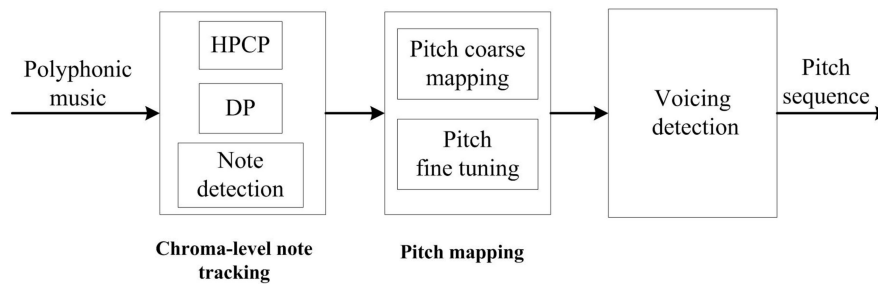 Polyphonic
music
HPCP
DP
Note
detection
Chroma-level note
tracking
Pitch coarse
mapping
Pitch
fine tuning
Pitch mapping
Voicing
detection
Pitch
sequence